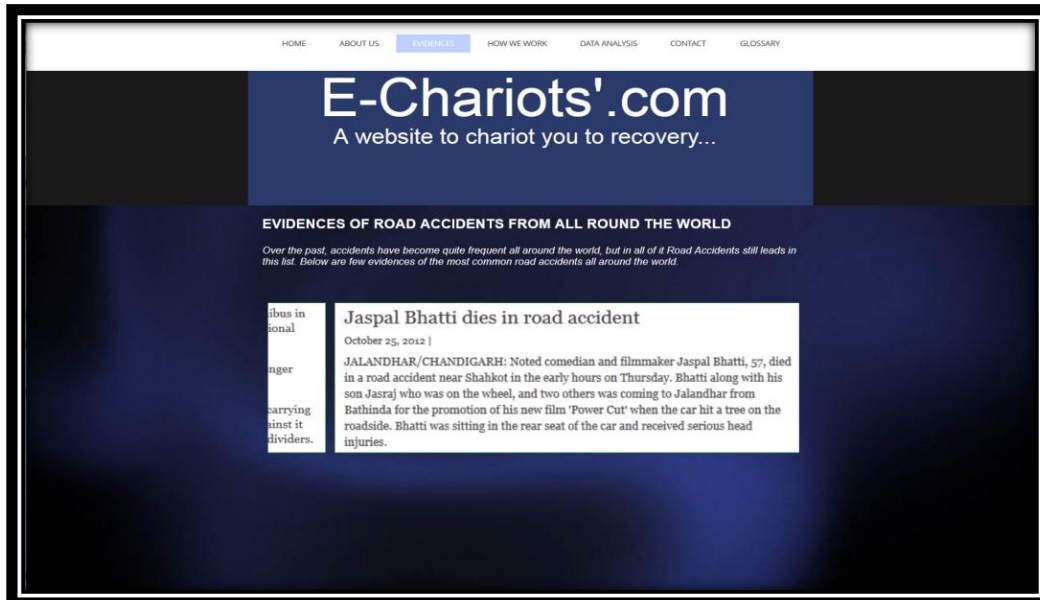 HOME ABOUT US EVIDENCES HOW WE WORK DATA ANALYSIS CONTACT GLOSSARY
E-Chariots'.com
A website to chariot you to recovery...
EVIDENCES OF ROAD ACCIDENTS FROM ALL ROUND THE WORLD
Over the past, accidents have become quite frequent all around the world, but in all of it Road Accidents still leads in
this list. Below are few evidences of the most common road accidents all around the world.
ibus in
ional
nger
carrying
ainst it
dividers.
Jaspal Bhatti dies in road accident
October 25, 2012 |
JALANDHAR/CHANDIGARH: Noted comedian and filmmaker Jaspal Bhatti, 57, died
in a road accident near Shahkot in the early hours on Thursday. Bhatti along with his
son Jasraj who was on the wheel, and two others was coming to Jalandhar from
Bathinda for the promotion of his new film 'Power Cut' when the car hit a tree on the
roadside. Bhatti was sitting in the rear seat of the car and received serious head
injuries.